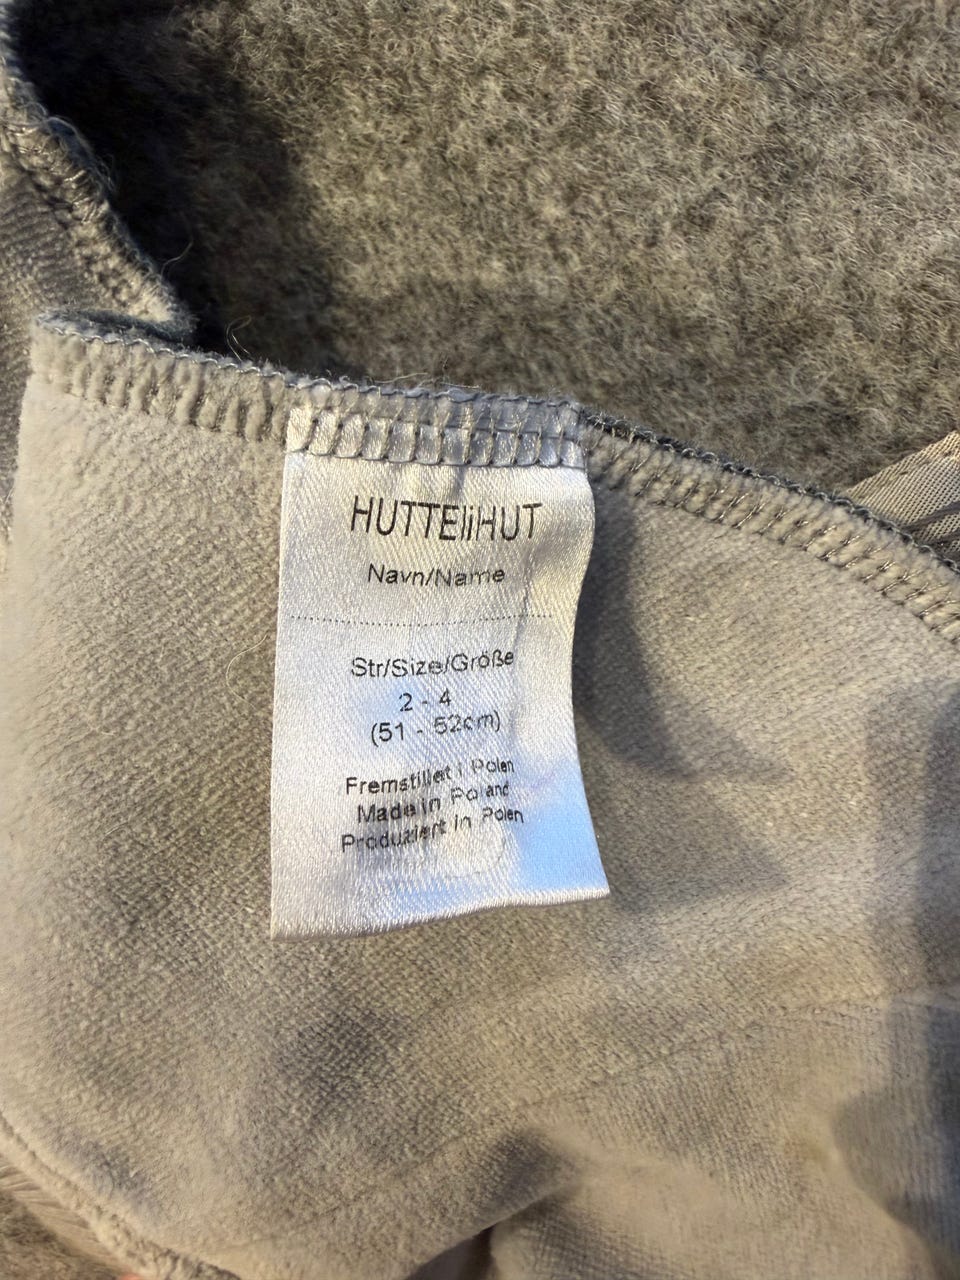 HUTTEliHUT
Navn/Name
Str/Size/Größe
2 - 4
(51 - 52cm)
Fremstillet i Polen
Made in Poland
Produziert in Polen